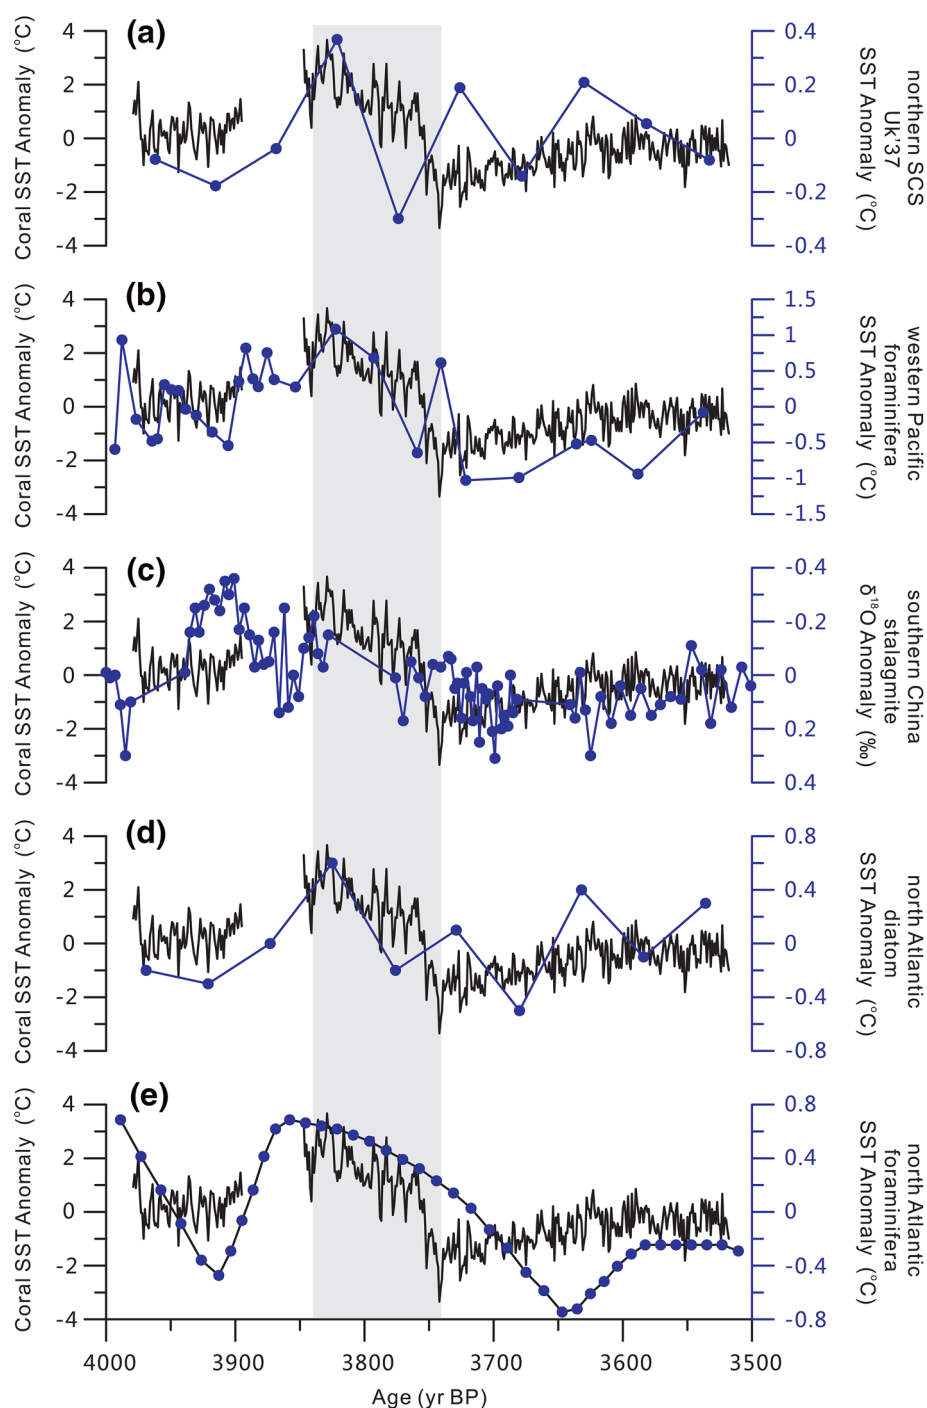 (a)
Coral SST Anomaly (°C)
4
2
0
-2
-4
0.4
0.2
0
-0.2
-0.4
northern SCS
Uk'37
SST Anomaly (°C)
(b)
Coral SST Anomaly (°C)
4
2
0
-2
-4
1.5
1
0.5
0
-0.5
-1
-1.5
western Pacific
foraminifera
SST Anomaly (°C)
(c)
Coral SST Anomaly (°C)
4
2
0
-2
-4
-0.4
-0.2
0
0.2
0.4
southern China
stalagmite
δ¹⁸O Anomaly (‰)
(d)
Coral SST Anomaly (°C)
4
2
0
-2
-4
0.8
0.4
0
-0.4
-0.8
north Atlantic
diatom
SST Anomaly (°C)
(e)
Coral SST Anomaly (°C)
4
2
0
-2
-4
0.8
0.4
0
-0.4
-0.8
north Atlantic
foraminifera
SST Anomaly (°C)
4000 3900 3800 3700 3600 3500
Age (yr BP)